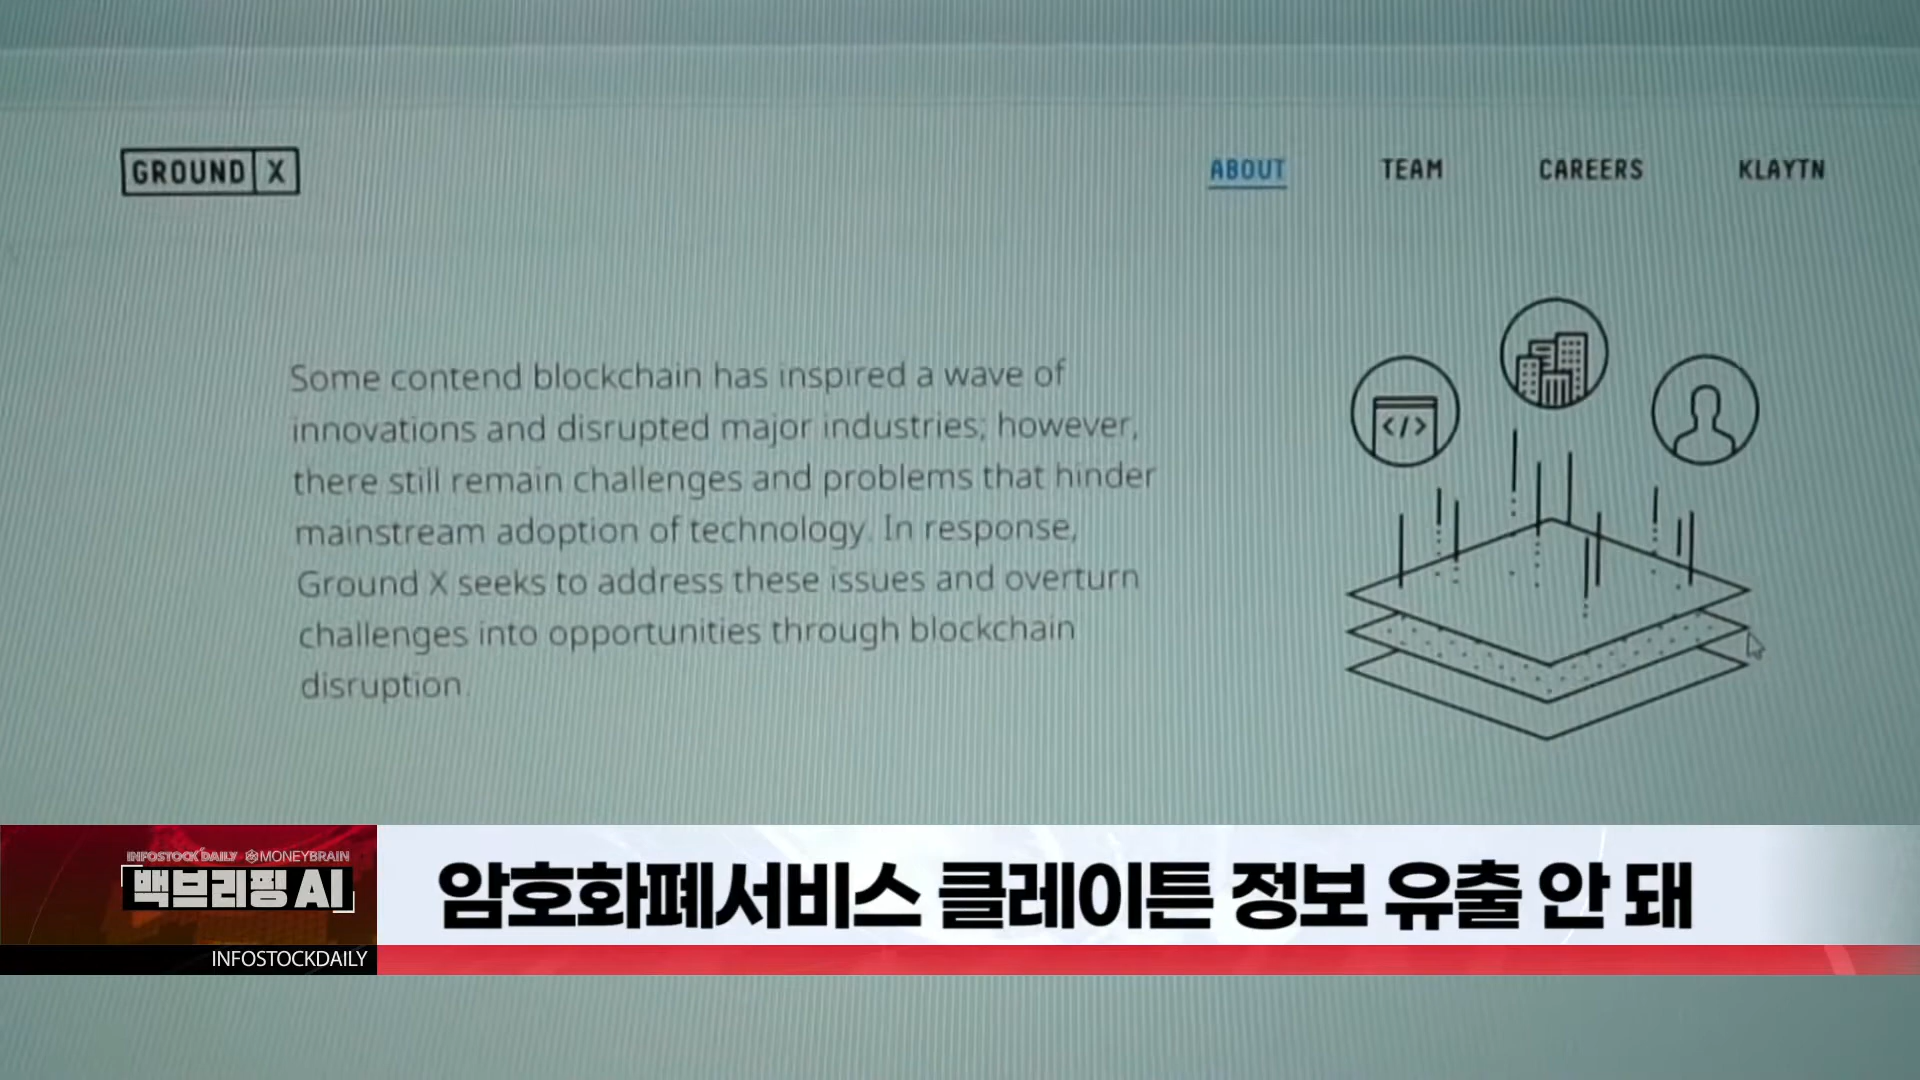 GROUND X
ABOUT TEAM CAREERS KLAYTN
Some contend blockchain has inspired a wave of
innovations and disrupted major industries; however,
there still remain challenges and problems that hinder
mainstream adoption of technology. In response,
Ground X seeks to address these issues and overturn
challenges into opportunities through blockchain
disruption.
</>
INFOSTOCK DAILY MONEYBRAIN
백브리핑 AI
암호화폐서비스 클레이튼 정보 유출 안 돼
INFOSTOCKDAILY